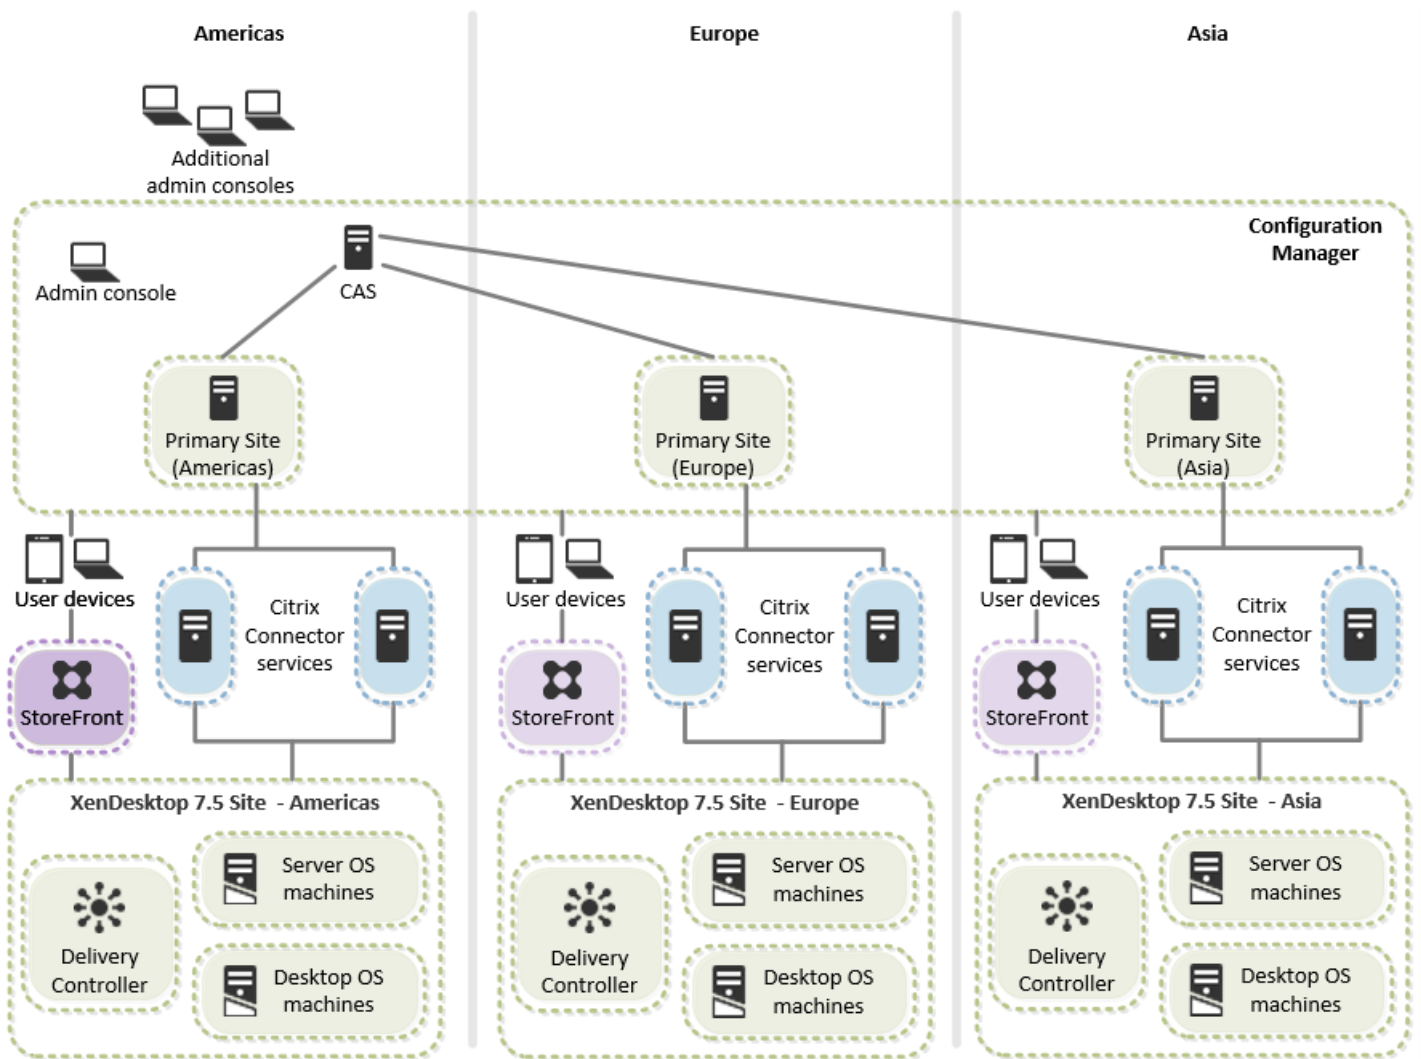 Americas
Europe
Asia
Additional
admin consoles
Configuration
Manager
Admin console
CAS
Primary Site
(Americas)
Primary Site
(Europe)
Primary Site
(Asia)
User devices
Citrix
Connector
services
StoreFront
User devices
Citrix
Connector
services
StoreFront
User devices
Citrix
Connector
services
StoreFront
XenDesktop 7.5 Site - Americas
Server OS
machines
Delivery
Controller
Desktop OS
machines
XenDesktop 7.5 Site - Europe
Server OS
machines
Delivery
Controller
Desktop OS
machines
XenDesktop 7.5 Site - Asia
Server OS
machines
Delivery
Controller
Desktop OS
machines